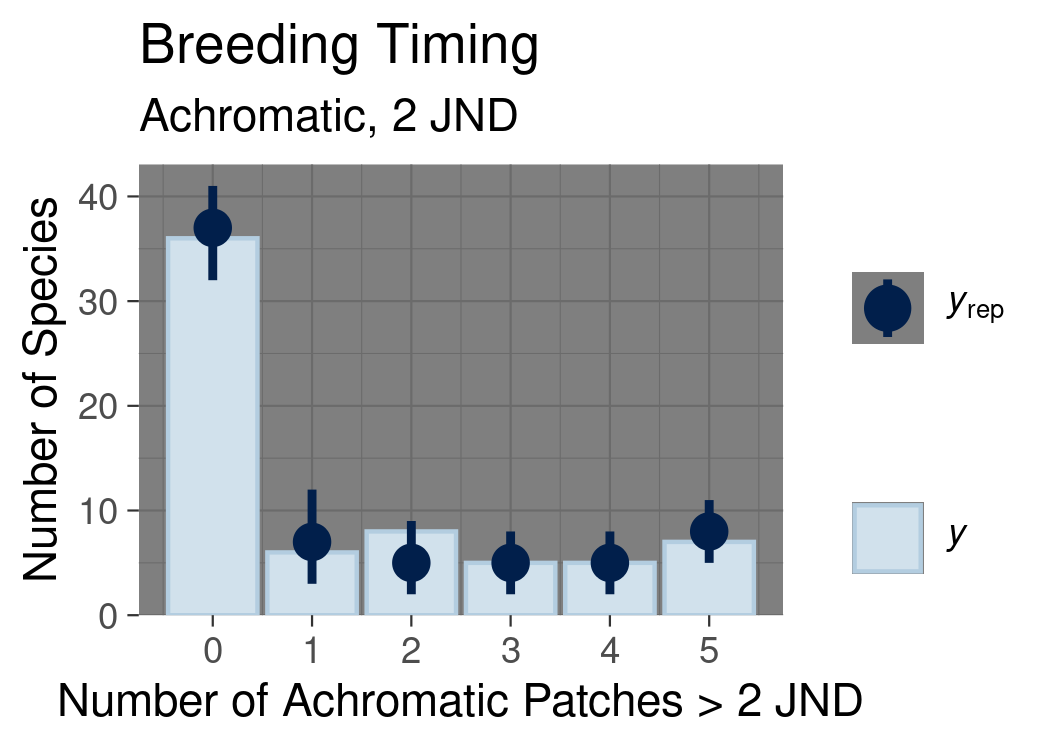 Breeding Timing
Achromatic, 2 JND
Number of Species
40
30
20
10
0
0 1 2 3 4 5
Number of Achromatic Patches > 2 JND
yrep
y